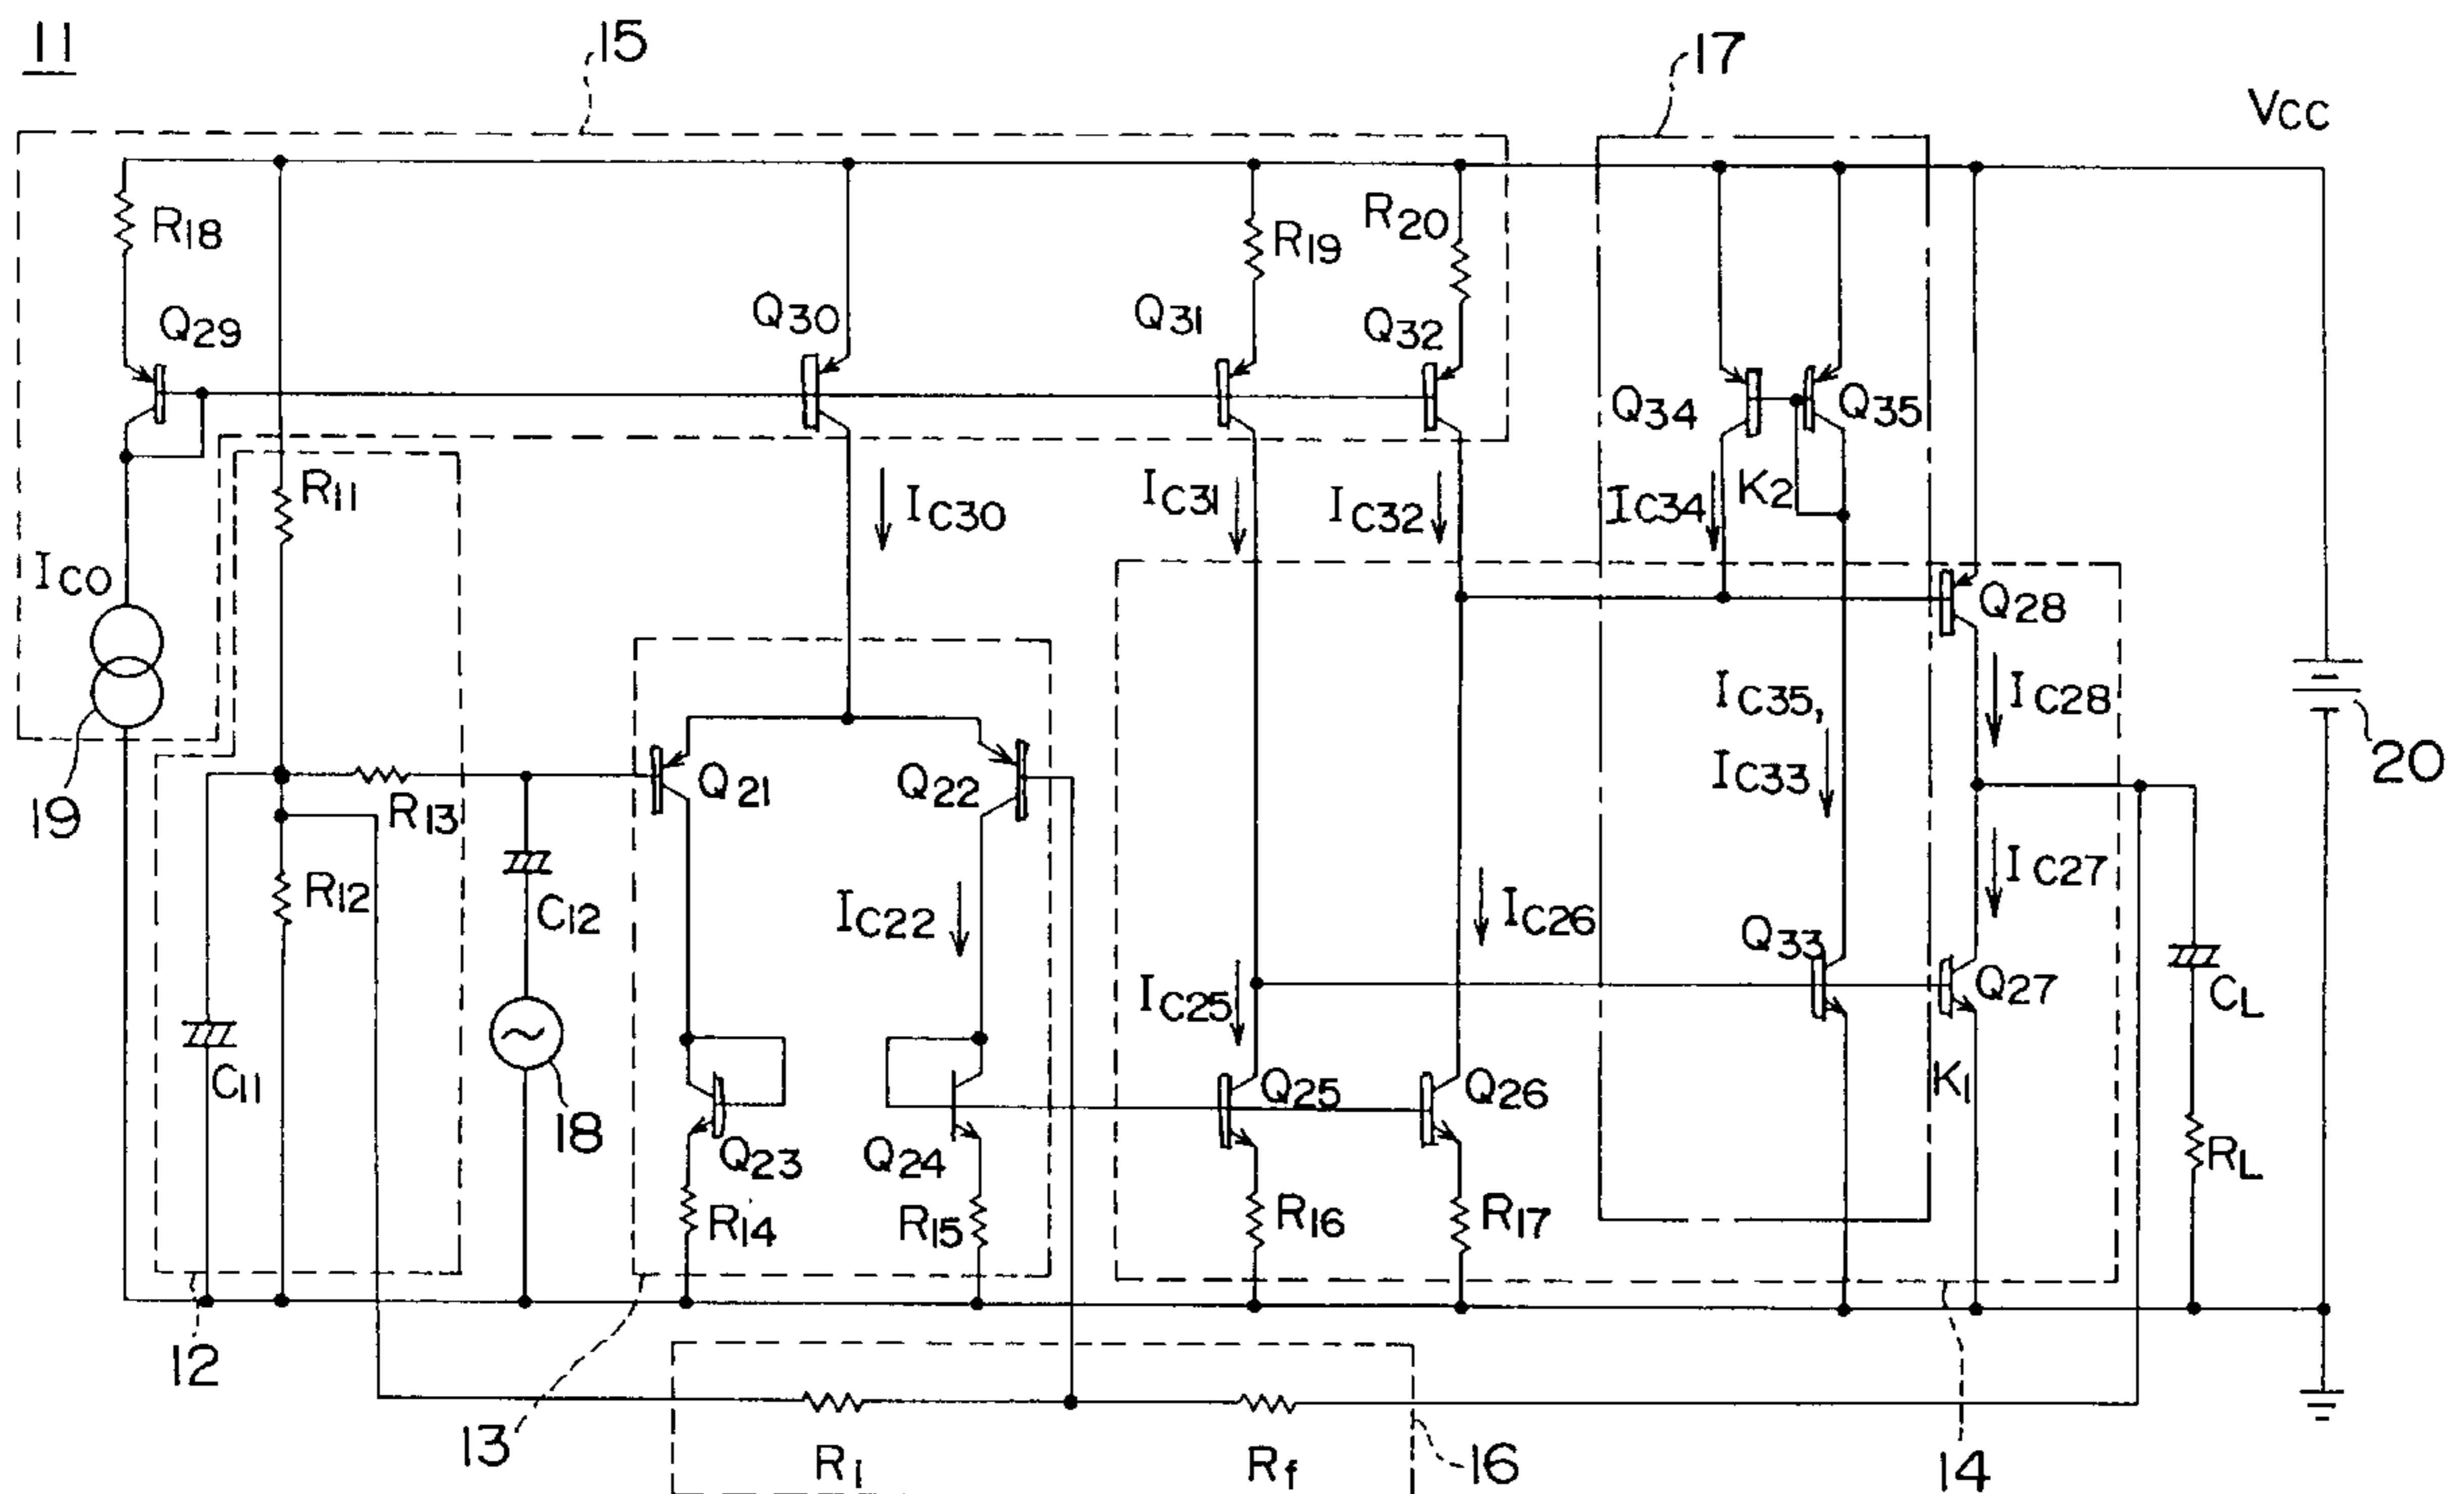 11
15
17
VCC
R18
R19
R20
Q29
Q30
Q31
Q32
Q34
Q35
R11
IC30
IC31
IC32
IC34
K2
ICO
Q28
IC35,
IC33
IC28
20
19
R13
Q21
Q22
R12
C12
IC22
IC26
IC27
Q33
Q27
IC25
CL
C11
18
Q23
Q24
Q25
Q26
K1
R14
R15
R16
R17
RL
12
13
R1
Rf
16
14